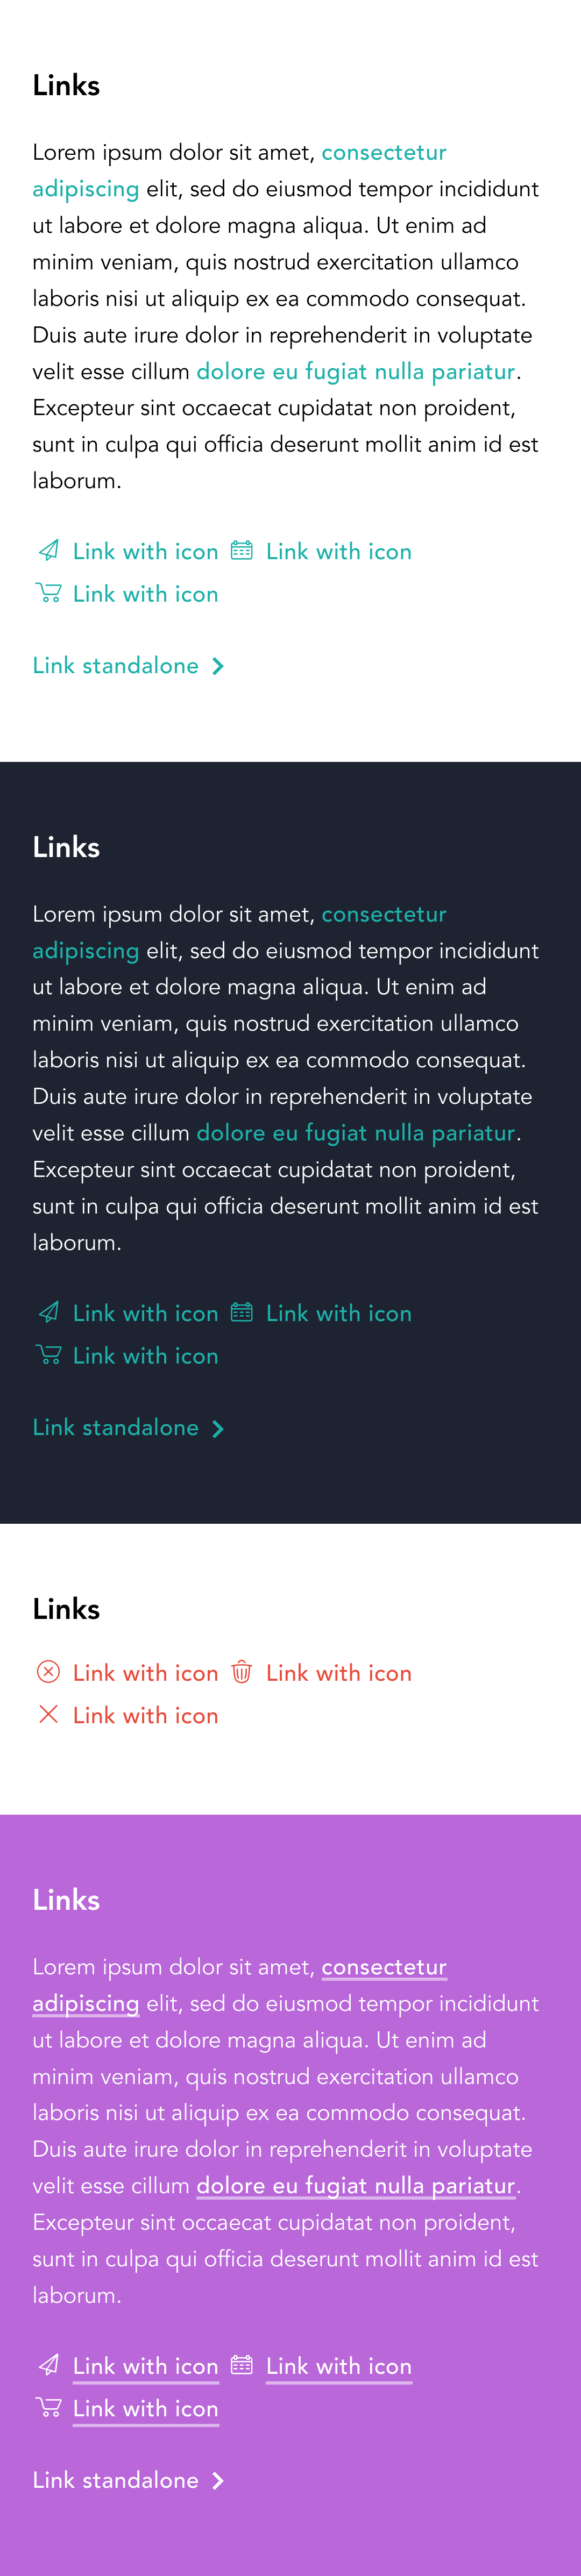 Links
Lorem ipsum dolor sit amet, consectetur
adipiscing elit, sed do eiusmod tempor incididunt
ut labore et dolore magna aliqua. Ut enim ad
minim veniam, quis nostrud exercitation ullamco
laboris nisi ut aliquip ex ea commodo consequat.
Duis aute irure dolor in reprehenderit in voluptate
velit esse cillum dolore eu fugiat nulla pariatur.
Excepteur sint occaecat cupidatat non proident,
sunt in culpa qui officia deserunt mollit anim id est
laborum.
Link with icon Link with icon
Link with icon
Link standalone
Links
Lorem ipsum dolor sit amet, consectetur
adipiscing elit, sed do eiusmod tempor incididunt
ut labore et dolore magna aliqua. Ut enim ad
minim veniam, quis nostrud exercitation ullamco
laboris nisi ut aliquip ex ea commodo consequat.
Duis aute irure dolor in reprehenderit in voluptate
velit esse cillum dolore eu fugiat nulla pariatur.
Excepteur sint occaecat cupidatat non proident,
sunt in culpa qui officia deserunt mollit anim id est
laborum.
Link with icon Link with icon
Link with icon
Link standalone
Links
Link with icon Link with icon
Link with icon
Links
Lorem ipsum dolor sit amet, consectetur
adipiscing elit, sed do eiusmod tempor incididunt
ut labore et dolore magna aliqua. Ut enim ad
minim veniam, quis nostrud exercitation ullamco
laboris nisi ut aliquip ex ea commodo consequat.
Duis aute irure dolor in reprehenderit in voluptate
velit esse cillum dolore eu fugiat nulla pariatur.
Excepteur sint occaecat cupidatat non proident,
sunt in culpa qui officia deserunt mollit anim id est
laborum.
Link with icon Link with icon
Link with icon
Link standalone